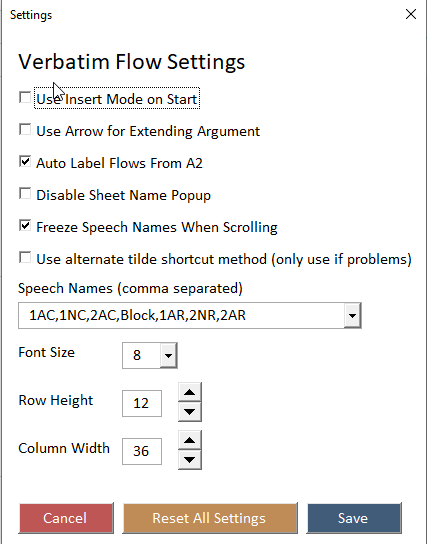 Settings
Verbatim Flow Settings
Use Insert Mode on Start
Use Arrow for Extending Argument
Auto Label Flows From A2
Disable Sheet Name Popup
Freeze Speech Names When Scrolling
Use alternate tilde shortcut method (only use if problems)
Speech Names (comma separated)
1AC,1NC,2AC,Block,1AR,2NR,2AR
Font Size 8
Row Height 12
Column Width 36
Cancel Reset All Settings Save